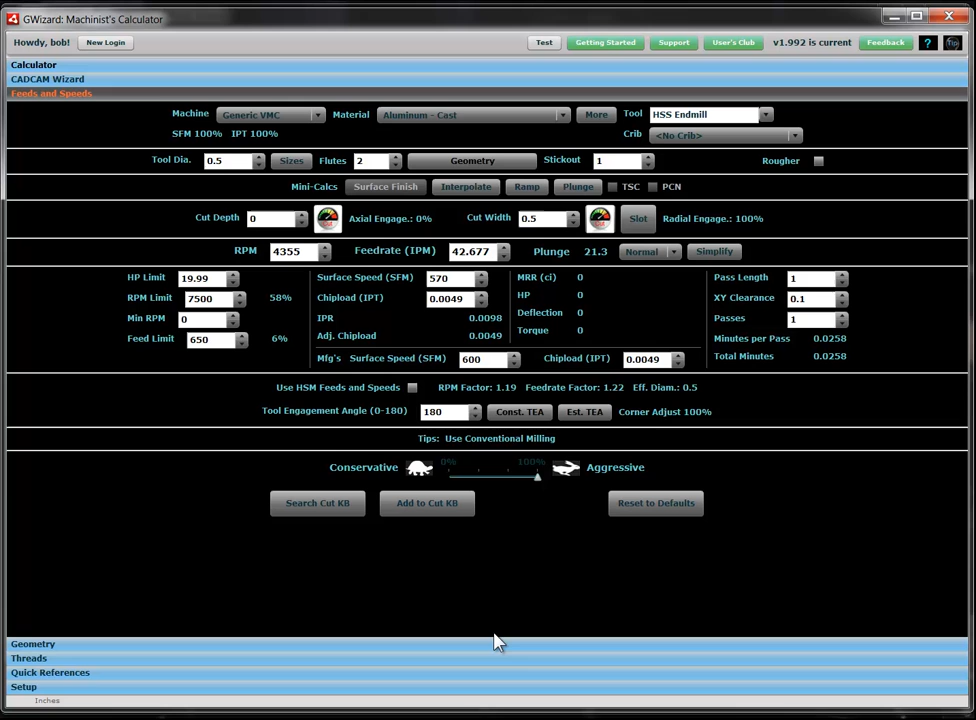 GWizard: Machinist's Calculator
Howdy, bob! New Login Test Getting Started Support User's Club v1.992 is current Feedback ? Tip
Calculator
CADCAM Wizard
Feeds and Speeds
Machine Generic VMC Material Aluminum - Cast More Tool HSS Endmill
SFM 100% IPT 100% Crib <No Crib>
Tool Dia. 0.5 Sizes Flutes 2 Geometry Stickout 1 Rougher
Mini-Calcs Surface Finish Interpolate Ramp Plunge TSC PCN
Cut Depth 0 Axial Engage.: 0% Cut Width 0.5 Slot Radial Engage.: 100%
RPM 4355 Feedrate (IPM) 42.677 Plunge 21.3 Normal Simplify
HP Limit 19.99 Surface Speed (SFM) 570 MRR (ci) 0 Pass Length 1
RPM Limit 7500 58% Chipload (IPT) 0.0049 HP 0 XY Clearance 0.1
Min RPM 0 IPR 0.0098 Deflection 0 Passes 1
Feed Limit 650 6% Adj. Chipload 0.0049 Torque 0 Minutes per Pass 0.0258
Mfg's Surface Speed (SFM) 600 Chipload (IPT) 0.0049 Total Minutes 0.0258
Use HSM Feeds and Speeds RPM Factor: 1.19 Feedrate Factor: 1.22 Eff. Diam.: 0.5
Tool Engagement Angle (0-180) 180 Const. TEA Est. TEA Corner Adjust 100%
Tips: Use Conventional Milling
0% 100%
Conservative Aggressive
Search Cut KB Add to Cut KB Reset to Defaults
Geometry
Threads
Quick References
Setup
Inches